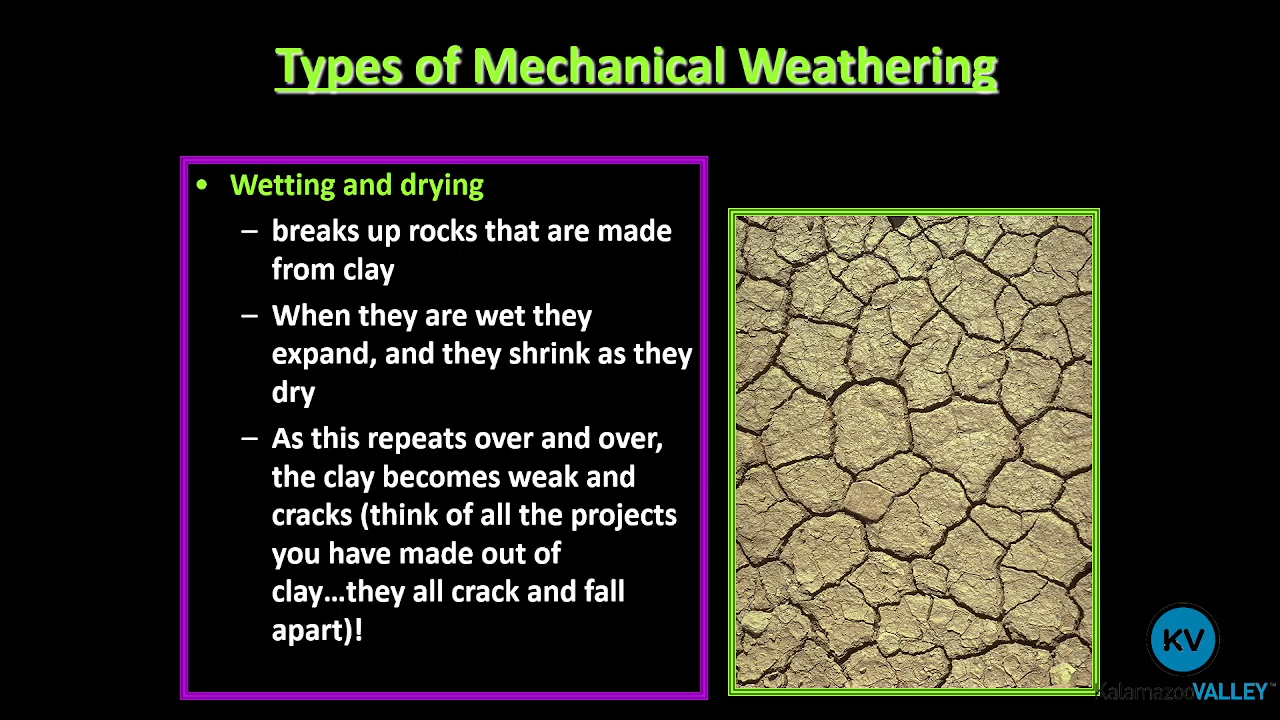 Types of Mechanical Weathering
• Wetting and drying
– breaks up rocks that are made
from clay
– When they are wet they
expand, and they shrink as they
dry
– As this repeats over and over,
the clay becomes weak and
cracks (think of all the projects
you have made out of
clay…they all crack and fall
apart)!
KV
KalamazooVALLEY™